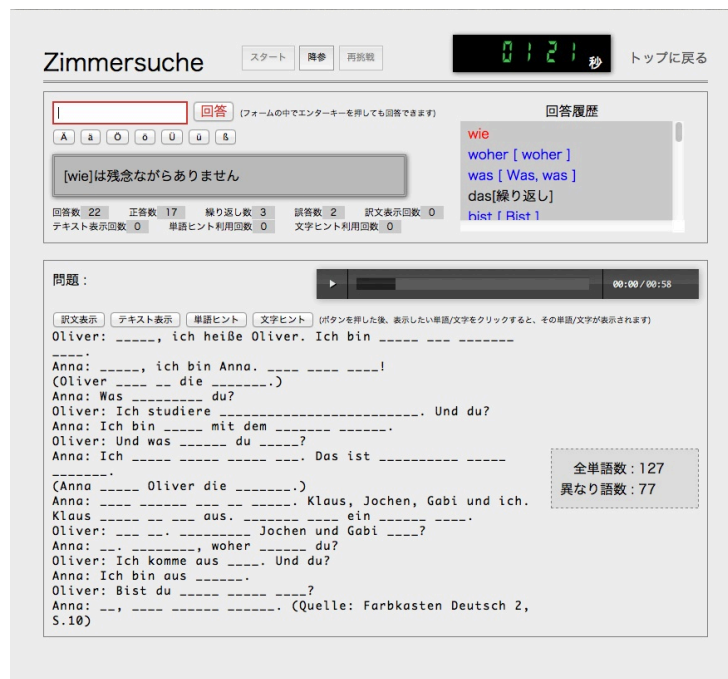 Zimmersuche
スタート
降参
再挑戦
01 21 秒
トップに戻る
回答 (フォームの中でエンターキーを押しても回答できます)
Ä ä Ö ö Ü ü ß
[wie]は残念ながらありません
回答数 22 正答数 17 繰り返し数 3 誤答数 2 訳文表示回数 0
テキスト表示回数 0 単語ヒント利用回数 0 文字ヒント利用回数 0
回答履歴
wie
woher [ woher ]
was [ Was, was ]
das[繰り返し]
bist [ Bist ]
問題 :
00:00/00:58
訳文表示 テキスト表示 単語ヒント 文字ヒント (ボタンを押した後、表示したい単語/文字をクリックすると、その単語/文字が表示されます)
Oliver: _____, ich heiße Oliver. Ich bin _____ ___ _______
____.
Anna: _____, ich bin Anna. ____ ____ ____!
(Oliver ____ __ die _______.)
Anna: Was _________ du?
Oliver: Ich studiere __________________________. Und du?
Anna: Ich bin _____ mit dem _______ ______.
Oliver: Und was ______ du _____?
Anna: Ich _____ _____ _____ ___. Das ist __________ _____
_______.
(Anna _____ Oliver die _______.)
Anna: ____ ______ ___ __ _____. Klaus, Jochen, Gabi und ich.
Klaus _____ __ ___ aus. _______ ____ ein ______ ____.
Oliver: ___ __. _________ Jochen und Gabi ____?
Anna: __. ________, woher ______ du?
Oliver: Ich komme aus ____. Und du?
Anna: Ich bin aus ______.
Oliver: Bist du _____ _____ ____?
Anna: __, ____ ______ ______. (Quelle: Farbkasten Deutsch 2,
S.10)
全単語数 : 127
異なり語数 : 77